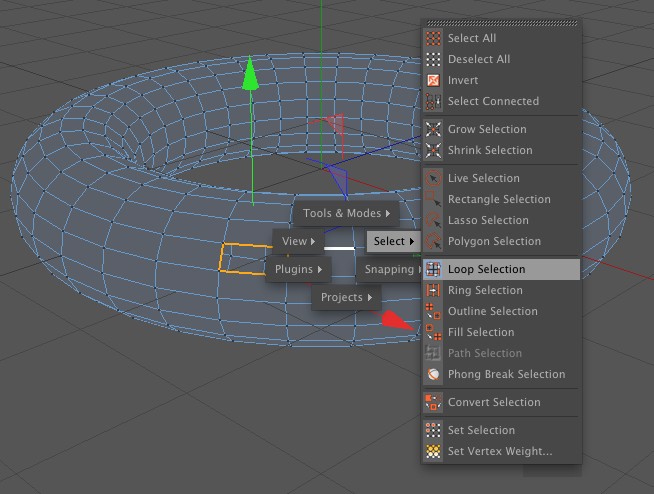 Select All
Deselect All
Invert
Select Connected
Grow Selection
Shrink Selection
Live Selection
Rectangle Selection
Lasso Selection
Polygon Selection
Loop Selection
Ring Selection
Outline Selection
Fill Selection
Path Selection
Phong Break Selection
Convert Selection
Set Selection
Set Vertex Weight...
Tools & Modes
View
Select
Plugins
Snapping
Projects